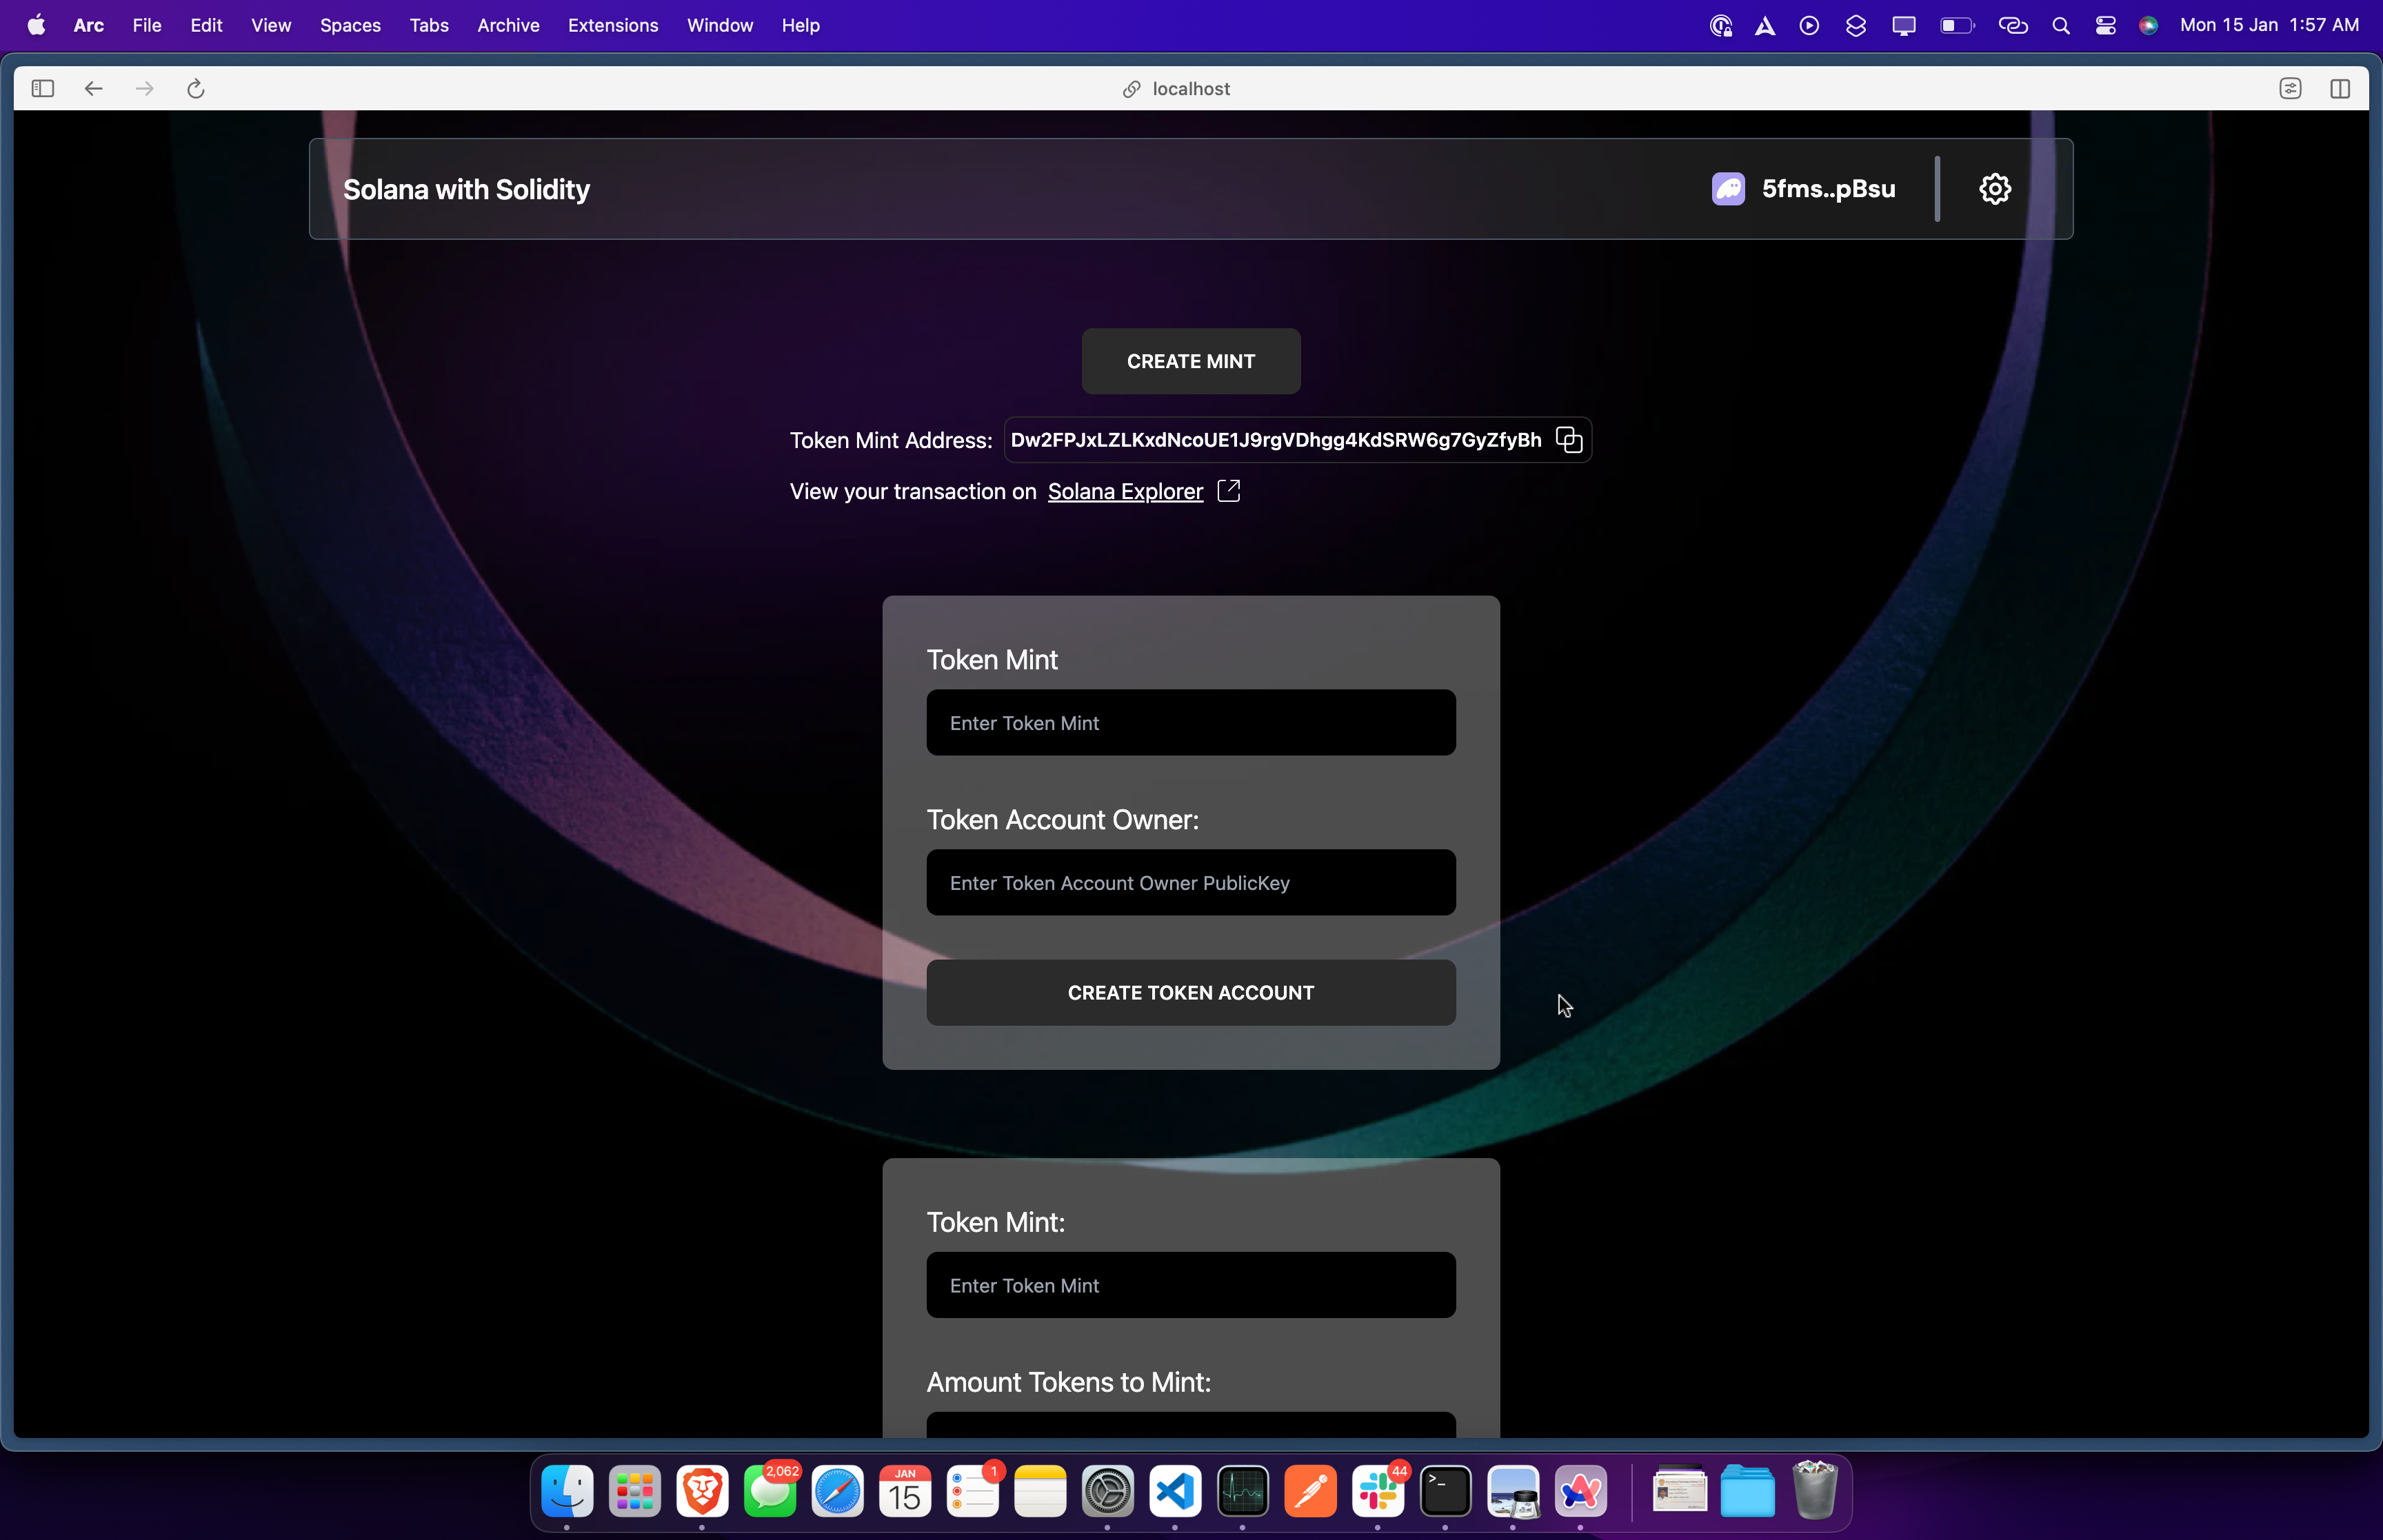 Arc File Edit View Spaces Tabs Archive Extensions Window Help Mon 15 Jan 1:57 AM
localhost
Solana with Solidity 5fms..pBsu
CREATE MINT
Token Mint Address: Dw2FPJxLZLKxdNcoUE1J9rgVDhgg4KdSRW6g7GyZfyBh
View your transaction on Solana Explorer
Token Mint
Enter Token Mint
Token Account Owner:
Enter Token Account Owner PublicKey
CREATE TOKEN ACCOUNT
Token Mint:
Enter Token Mint
Amount Tokens to Mint:
2,062 JAN 15 1 44 >_